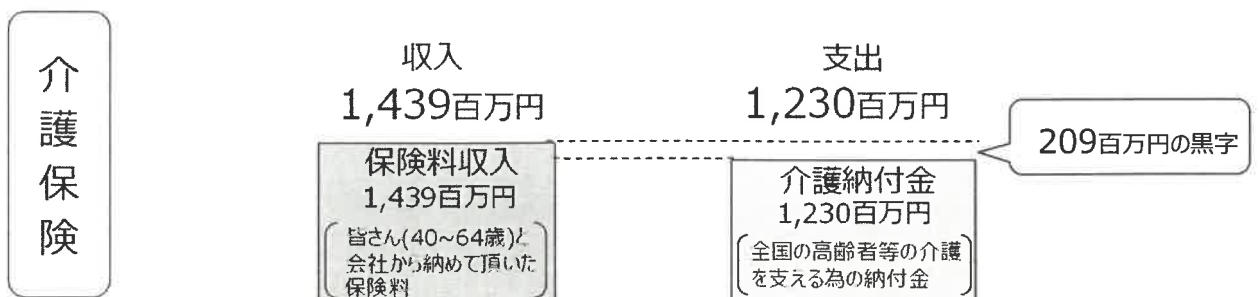 介護保険
収入
1,439百万円
支出
1,230百万円
209百万円の黒字
保険料収入
1,439百万円
皆さん(40~64歳)と
会社から納めて頂いた
保険料
介護納付金
1,230百万円
全国の高齢者等の介護
を支える為の納付金